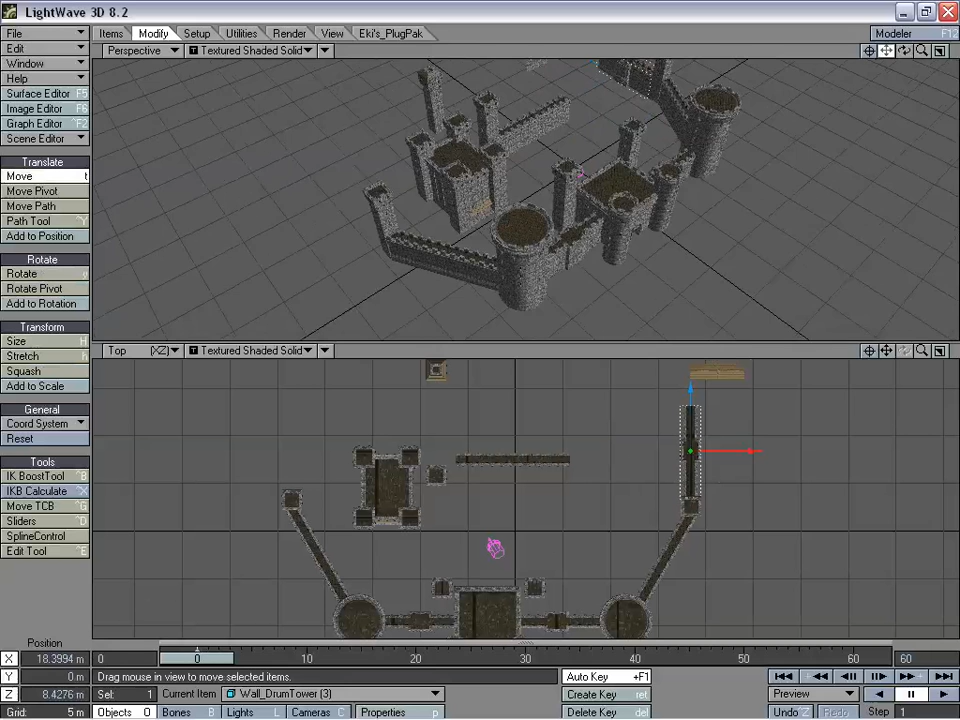 LightWave 3D 8.2
File Items Modify Setup Utilities Render View Eki's_PlugPak Modeler F12
Edit Perspective Textured Shaded Solid
Window
Help
Surface Editor F5
Image Editor F6
Graph Editor ^F2
Scene Editor
Translate
Move t
Move Pivot
Move Path
Path Tool ^Y
Add to Position
Rotate
Rotate y
Rotate Pivot
Add to Rotation
Transform
Size H
Stretch h
Squash
Add to Scale
General
Coord System
Reset
Tools
IK BoostTool ^B
IKB Calculate ^X
Move TCB ^G
Sliders ^D
SplineControl
Edit Tool ^E
Top (XZ) Textured Shaded Solid
Position
X 18.3994 m 0 0 10 20 30 40 50 60 60
Y 0 m Drag mouse in view to move selected items. Auto Key +F1
Z 8.4276 m Sel: 1 Current Item Wall_DrumTower (3) Create Key ret Preview
Grid: 5 m Objects O Bones B Lights L Cameras C Properties p Delete Key del Undo ^Z Redo Z Step 1